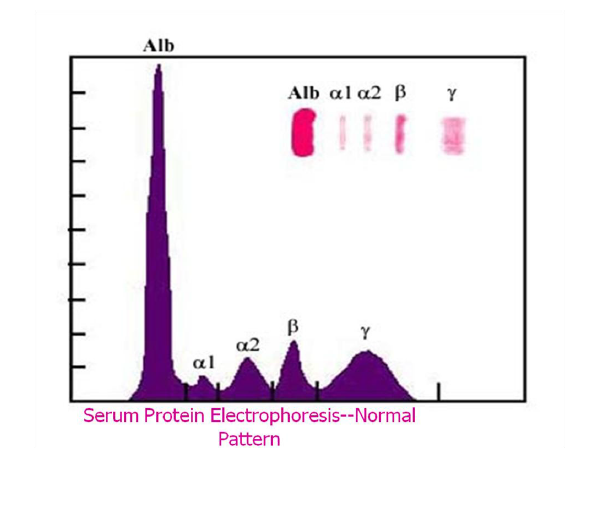 Alb
Alb α1 α2 β γ
β
γ
α2
α1
Serum Protein Electrophoresis--Normal
Pattern